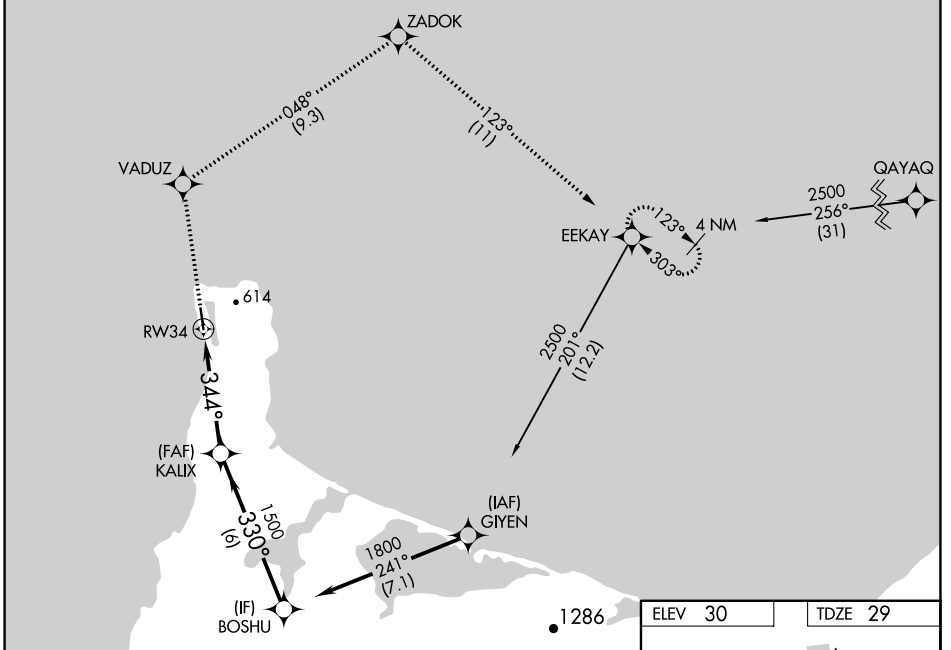 ZADOK
048°
(9.3)
123°
(11)
VADUZ
QAYAQ
2500
256°
(31)
EEKAY
123°
4 NM
303°
614
RW34
2500
201°
(12.2)
344°
(FAF)
KALIX
1500
330°
(6)
(IAF)
GIYEN
1800
241°
(7.1)
(IF)
BOSHU
1286
ELEV 30
TDZE 29